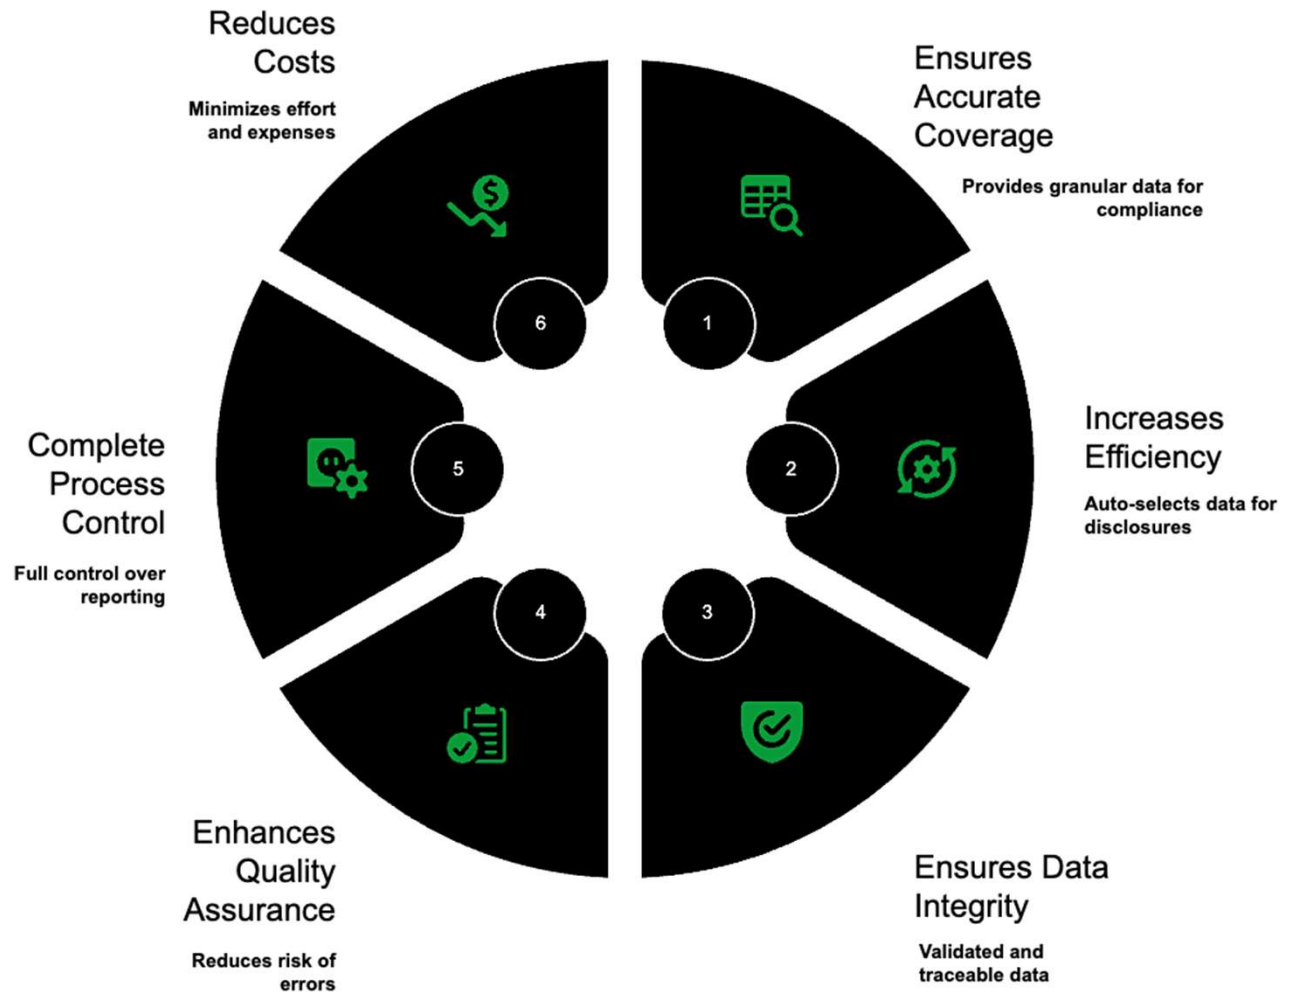 Reduces
Costs
Minimizes effort
and expenses
Ensures
Accurate
Coverage
Provides granular data for
compliance
6
1
Complete
Process
Control
Full control over
reporting
5
2
Increases
Efficiency
Auto-selects data for
disclosures
4
3
Enhances
Quality
Assurance
Reduces risk of
errors
Ensures Data
Integrity
Validated and
traceable data